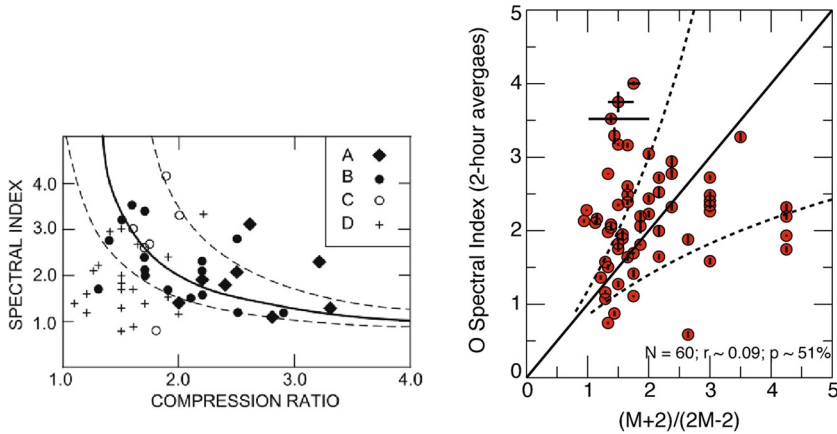 SPECTRAL INDEX
4.0
3.0
2.0
1.0
1.0 2.0 3.0 4.0
COMPRESSION RATIO
A
B
C
D
O Spectral Index (2-hour avergaes)
5
4
3
2
1
0
0 1 2 3 4 5
N = 60; r ~ 0.09; p ~ 51%
(M+2)/(2M-2)